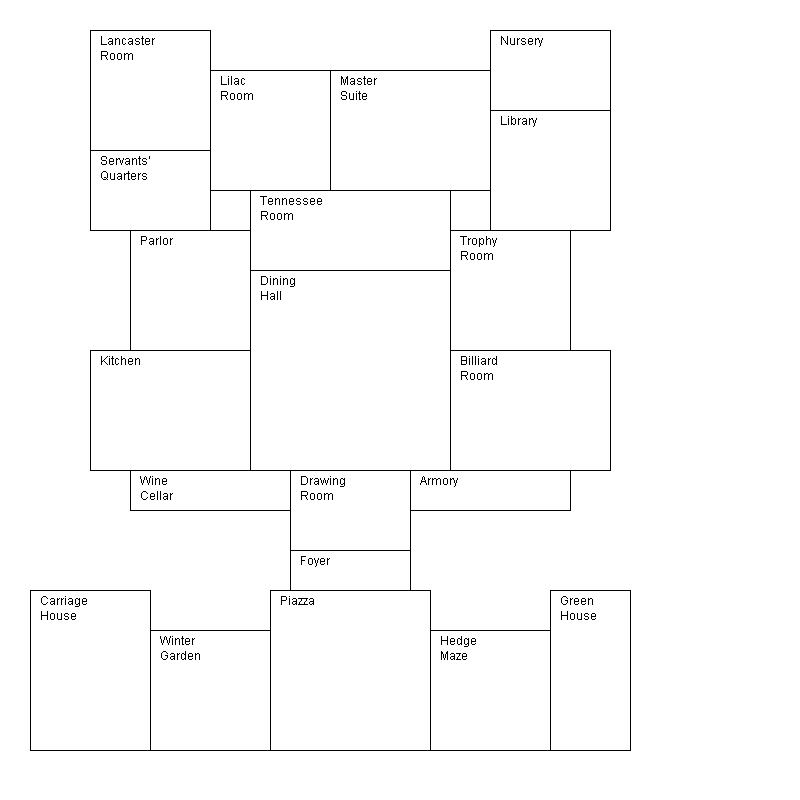 Lancaster
Room
Nursery
Lilac
Room
Master
Suite
Library
Servants'
Quarters
Tennessee
Room
Parlor
Trophy
Room
Dining
Hall
Kitchen
Billiard
Room
Wine
Cellar
Drawing
Room
Armory
Foyer
Carriage
House
Piazza
Green
House
Winter
Garden
Hedge
Maze